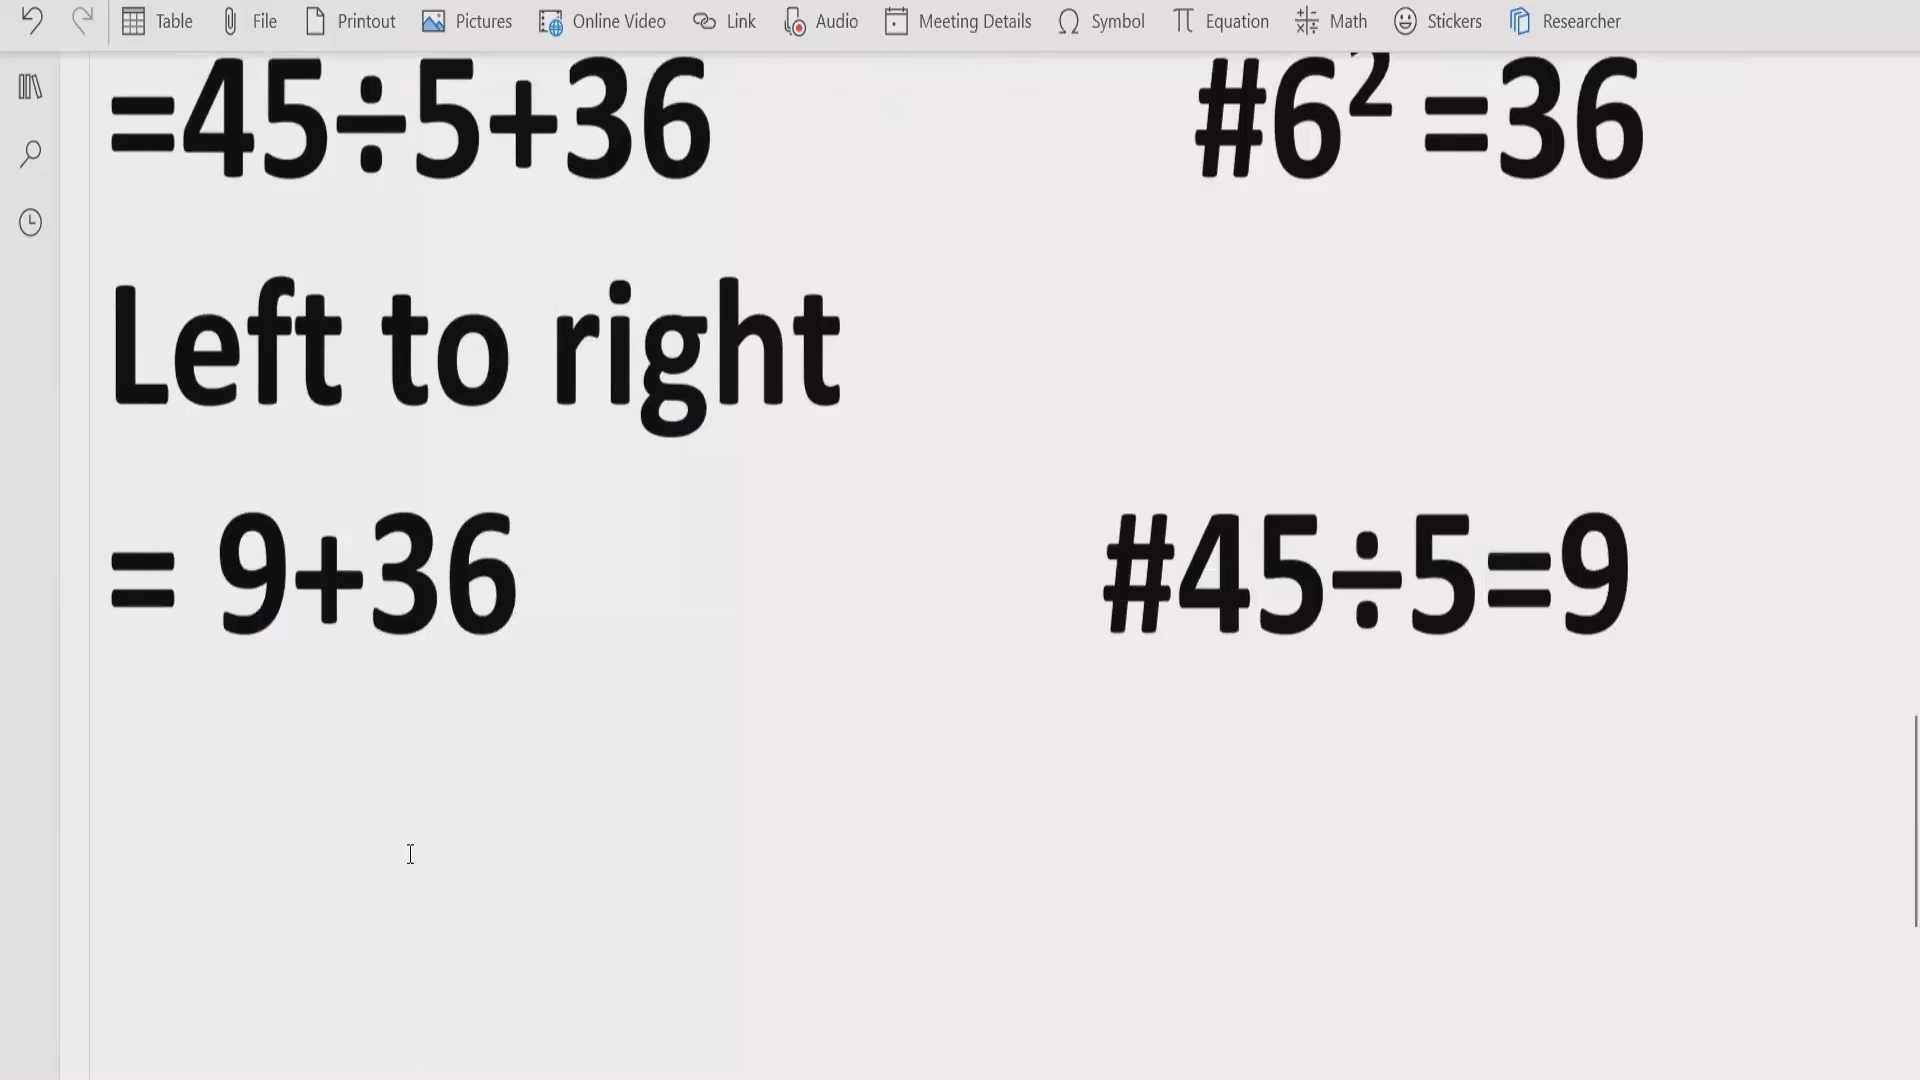 Table File Printout Pictures Online Video Link Audio Meeting Details Symbol Equation Math Stickers Researcher
=45÷5+36 #6² =36
Left to right
= 9+36 #45÷5=9